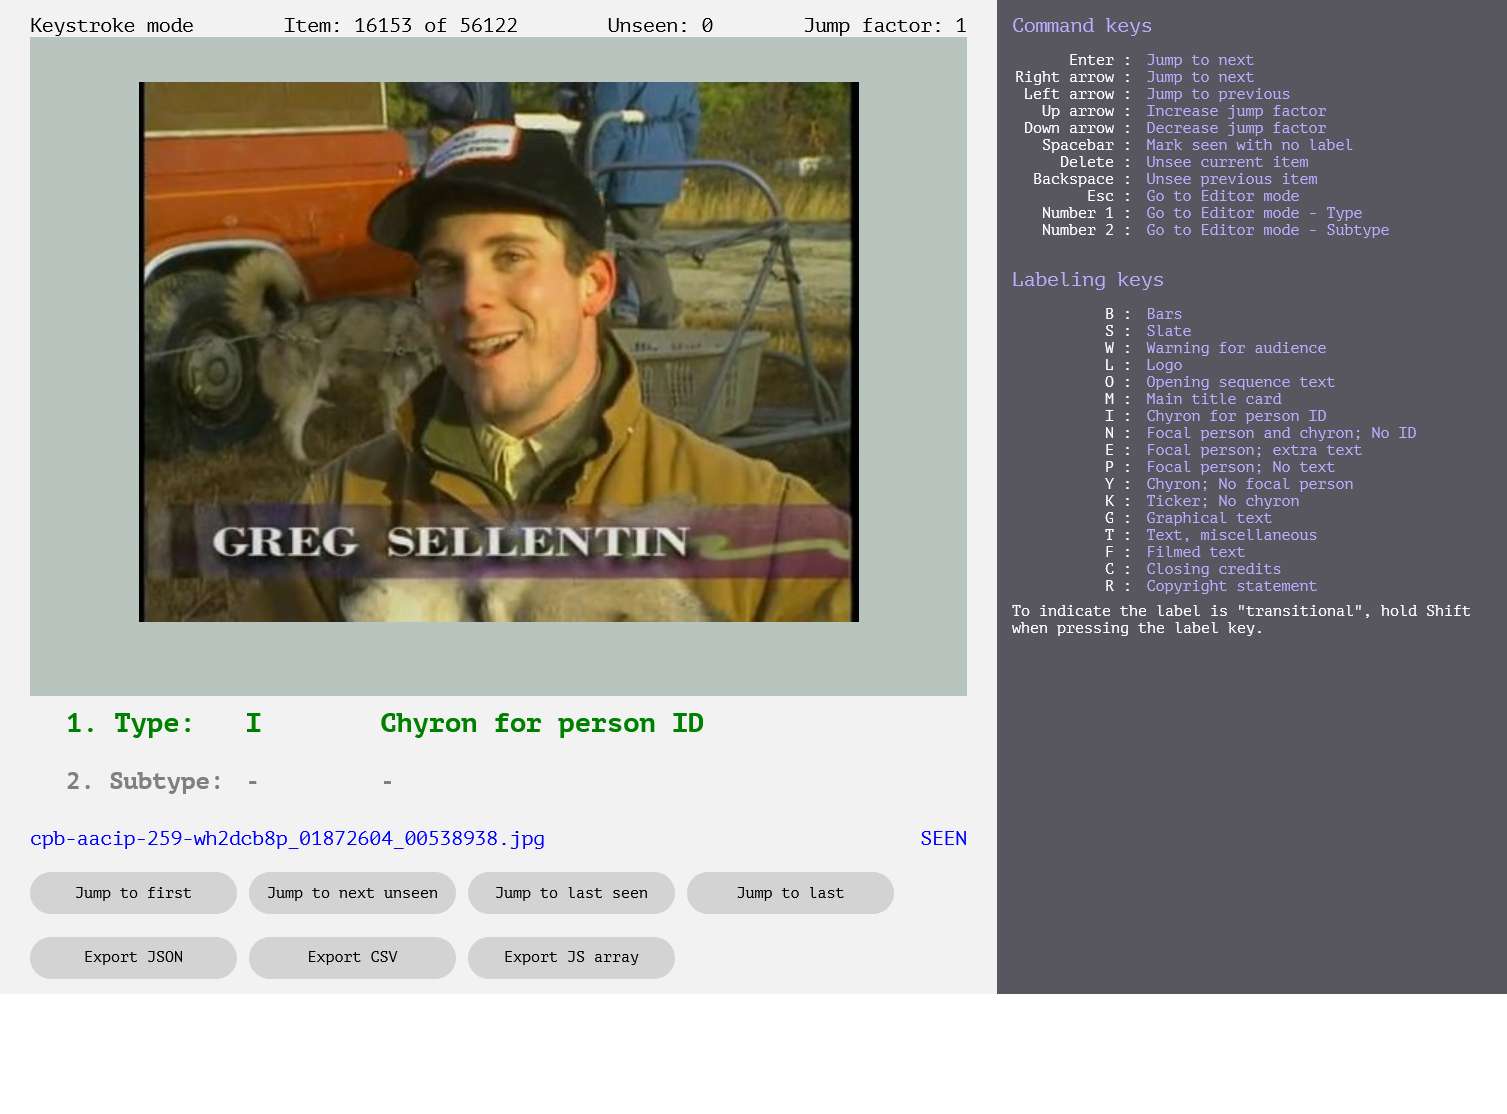 Keystroke mode Item: 16153 of 56122 Unseen: 0 Jump factor: 1
GREG SELLENTIN
1. Type: I Chyron for person ID
2. Subtype: - -
cpb-aacip-259-wh2dcb8p_01872604_00538938.jpg SEEN
Jump to first Jump to next unseen Jump to last seen Jump to last
Export JSON Export CSV Export JS array
Command keys
Enter : Jump to next
Right arrow : Jump to next
Left arrow : Jump to previous
Up arrow : Increase jump factor
Down arrow : Decrease jump factor
Spacebar : Mark seen with no label
Delete : Unsee current item
Backspace : Unsee previous item
Esc : Go to Editor mode
Number 1 : Go to Editor mode - Type
Number 2 : Go to Editor mode - Subtype
Labeling keys
B : Bars
S : Slate
W : Warning for audience
L : Logo
O : Opening sequence text
M : Main title card
I : Chyron for person ID
N : Focal person and chyron; No ID
E : Focal person; extra text
P : Focal person; No text
Y : Chyron; No focal person
K : Ticker; No chyron
G : Graphical text
T : Text, miscellaneous
F : Filmed text
C : Closing credits
R : Copyright statement
To indicate the label is "transitional", hold Shift
when pressing the label key.